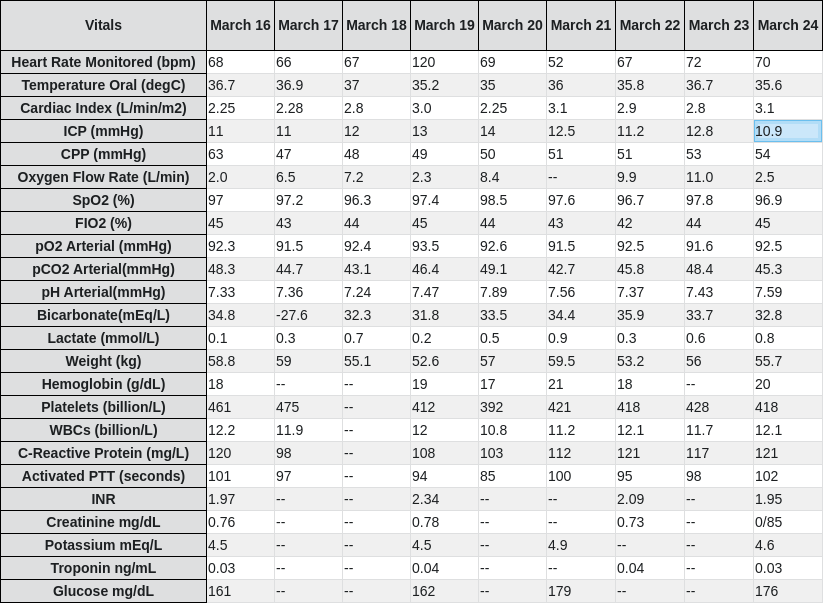 Vitals March 16 March 17 March 18 March 19 March 20 March 21 March 22 March 23 March 24
Heart Rate Monitored (bpm) 68 66 67 120 69 52 67 72 70
Temperature Oral (degC) 36.7 36.9 37 35.2 35 36 35.8 36.7 35.6
Cardiac Index (L/min/m2) 2.25 2.28 2.8 3.0 2.25 3.1 2.9 2.8 3.1
ICP (mmHg) 11 11 12 13 14 12.5 11.2 12.8 10.9
CPP (mmHg) 63 47 48 49 50 51 51 53 54
Oxygen Flow Rate (L/min) 2.0 6.5 7.2 2.3 8.4 -- 9.9 11.0 2.5
SpO2 (%) 97 97.2 96.3 97.4 98.5 97.6 96.7 97.8 96.9
FIO2 (%) 45 43 44 45 44 43 42 44 45
pO2 Arterial (mmHg) 92.3 91.5 92.4 93.5 92.6 91.5 92.5 91.6 92.5
pCO2 Arterial(mmHg) 48.3 44.7 43.1 46.4 49.1 42.7 45.8 48.4 45.3
pH Arterial(mmHg) 7.33 7.36 7.24 7.47 7.89 7.56 7.37 7.43 7.59
Bicarbonate(mEq/L) 34.8 -27.6 32.3 31.8 33.5 34.4 35.9 33.7 32.8
Lactate (mmol/L) 0.1 0.3 0.7 0.2 0.5 0.9 0.3 0.6 0.8
Weight (kg) 58.8 59 55.1 52.6 57 59.5 53.2 56 55.7
Hemoglobin (g/dL) 18 -- -- 19 17 21 18 -- 20
Platelets (billion/L) 461 475 -- 412 392 421 418 428 418
WBCs (billion/L) 12.2 11.9 -- 12 10.8 11.2 12.1 11.7 12.1
C-Reactive Protein (mg/L) 120 98 -- 108 103 112 121 117 121
Activated PTT (seconds) 101 97 -- 94 85 100 95 98 102
INR 1.97 -- -- 2.34 -- -- 2.09 -- 1.95
Creatinine mg/dL 0.76 -- -- 0.78 -- -- 0.73 -- 0/85
Potassium mEq/L 4.5 -- -- 4.5 -- 4.9 -- -- 4.6
Troponin ng/mL 0.03 -- -- 0.04 -- -- 0.04 -- 0.03
Glucose mg/dL 161 -- -- 162 -- 179 -- -- 176